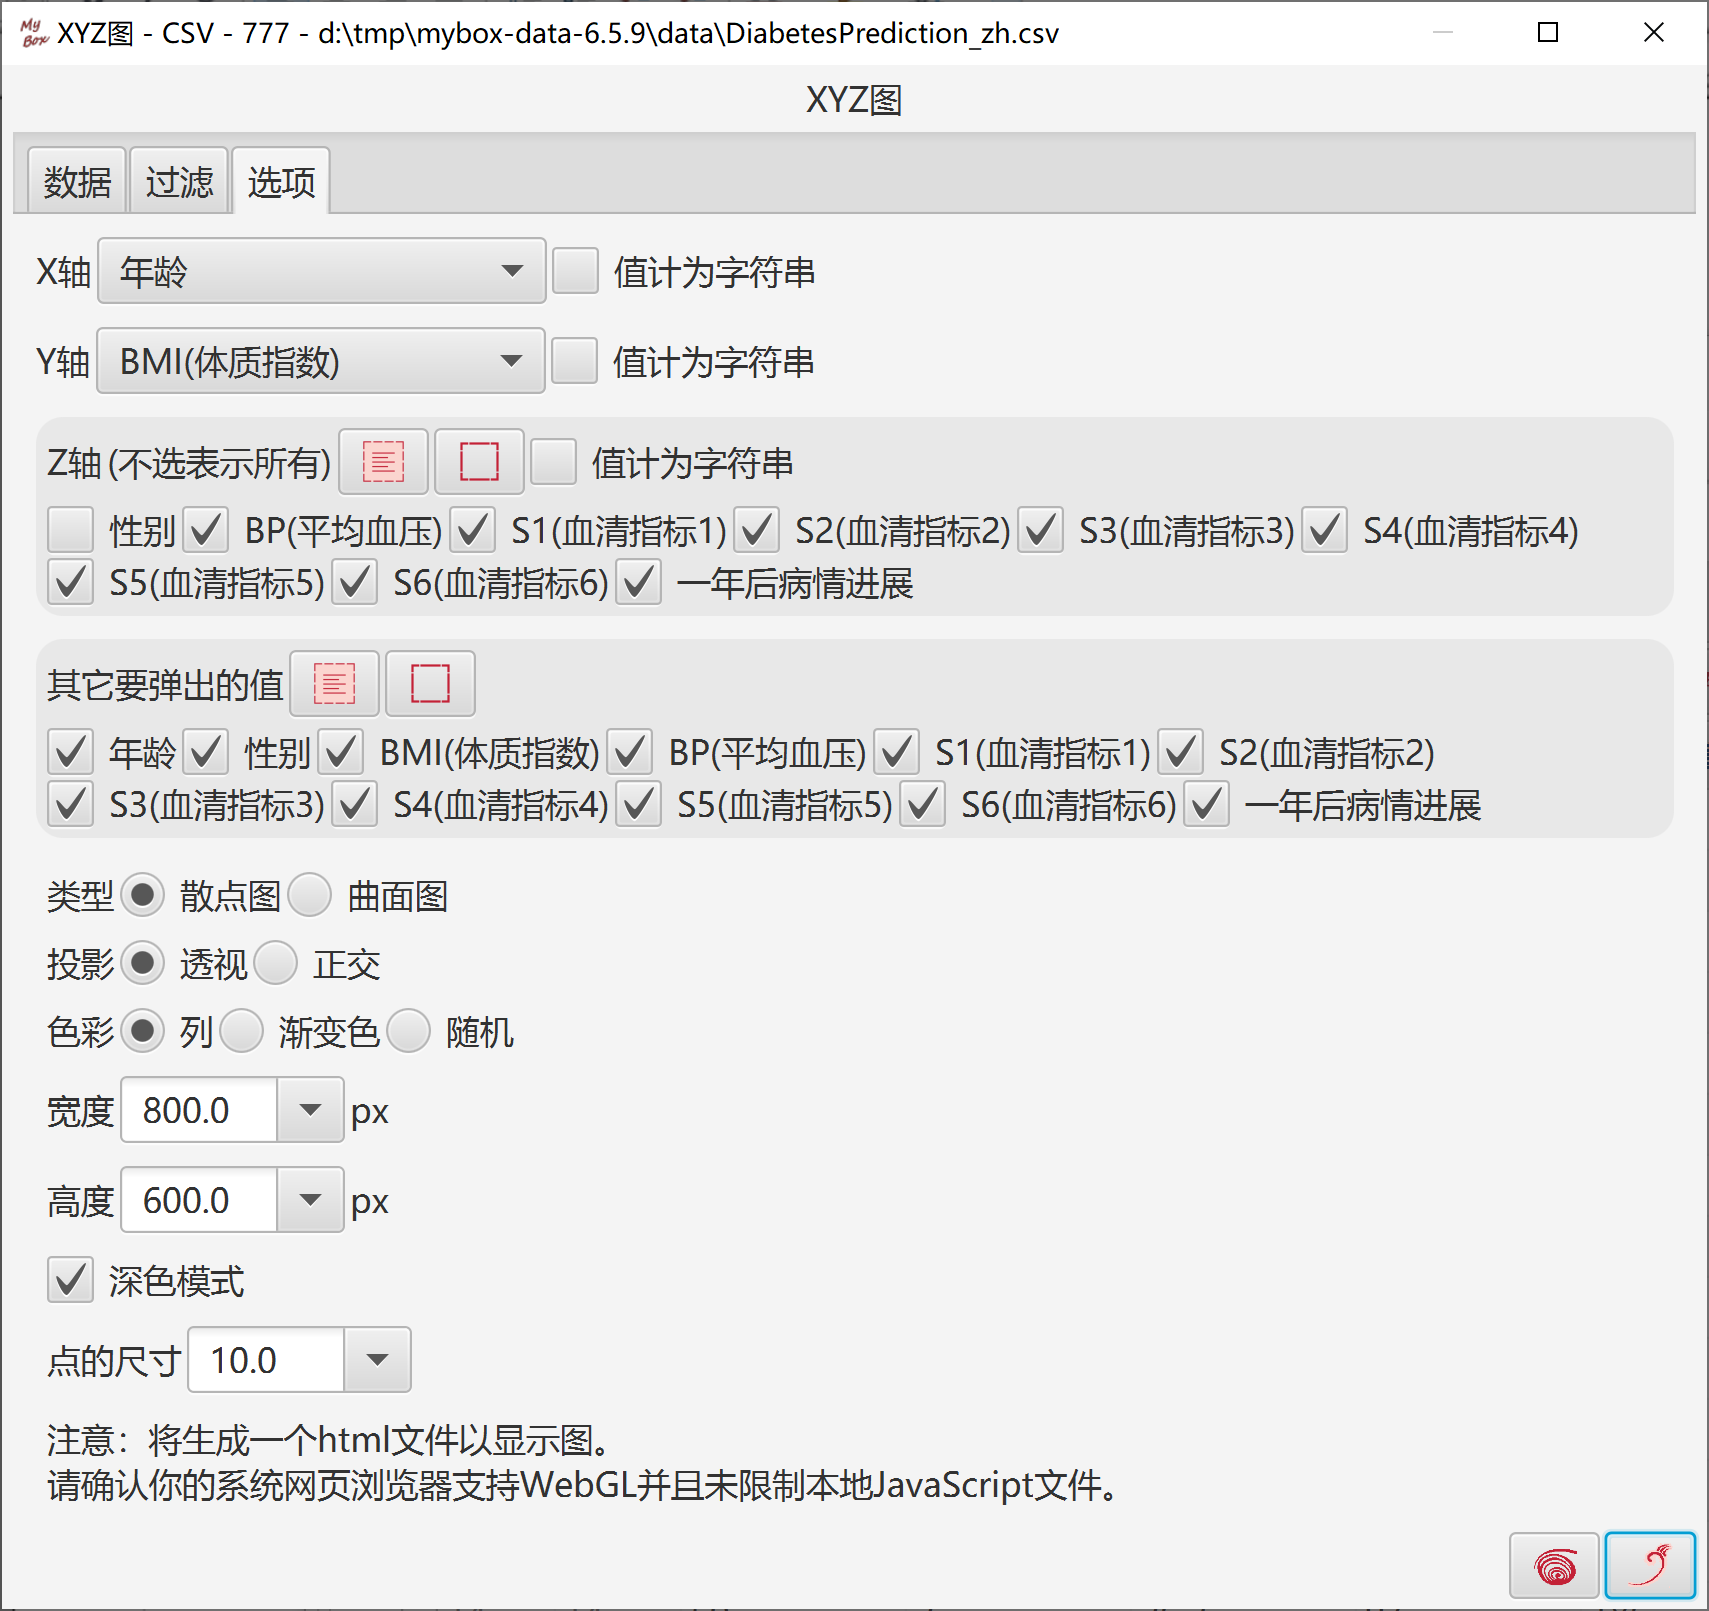 My Box XYZ图 - CSV - 777 - d:\tmp\mybox-data-6.5.9\data\DiabetesPrediction_zh.csv
XYZ图
数据 过滤 选项
X轴 年龄 值计为字符串
Y轴 BMI(体质指数) 值计为字符串
Z轴 (不选表示所有) 值计为字符串
性别 BP(平均血压) S1(血清指标1) S2(血清指标2) S3(血清指标3) S4(血清指标4)
S5(血清指标5) S6(血清指标6) 一年后病情进展
其它要弹出的值
年龄 性别 BMI(体质指数) BP(平均血压) S1(血清指标1) S2(血清指标2)
S3(血清指标3) S4(血清指标4) S5(血清指标5) S6(血清指标6) 一年后病情进展
类型 散点图 曲面图
投影 透视 正交
色彩 列 渐变色 随机
宽度 800.0 px
高度 600.0 px
深色模式
点的尺寸 10.0
注意：将生成一个html文件以显示图。
请确认你的系统网页浏览器支持WebGL并且未限制本地JavaScript文件。